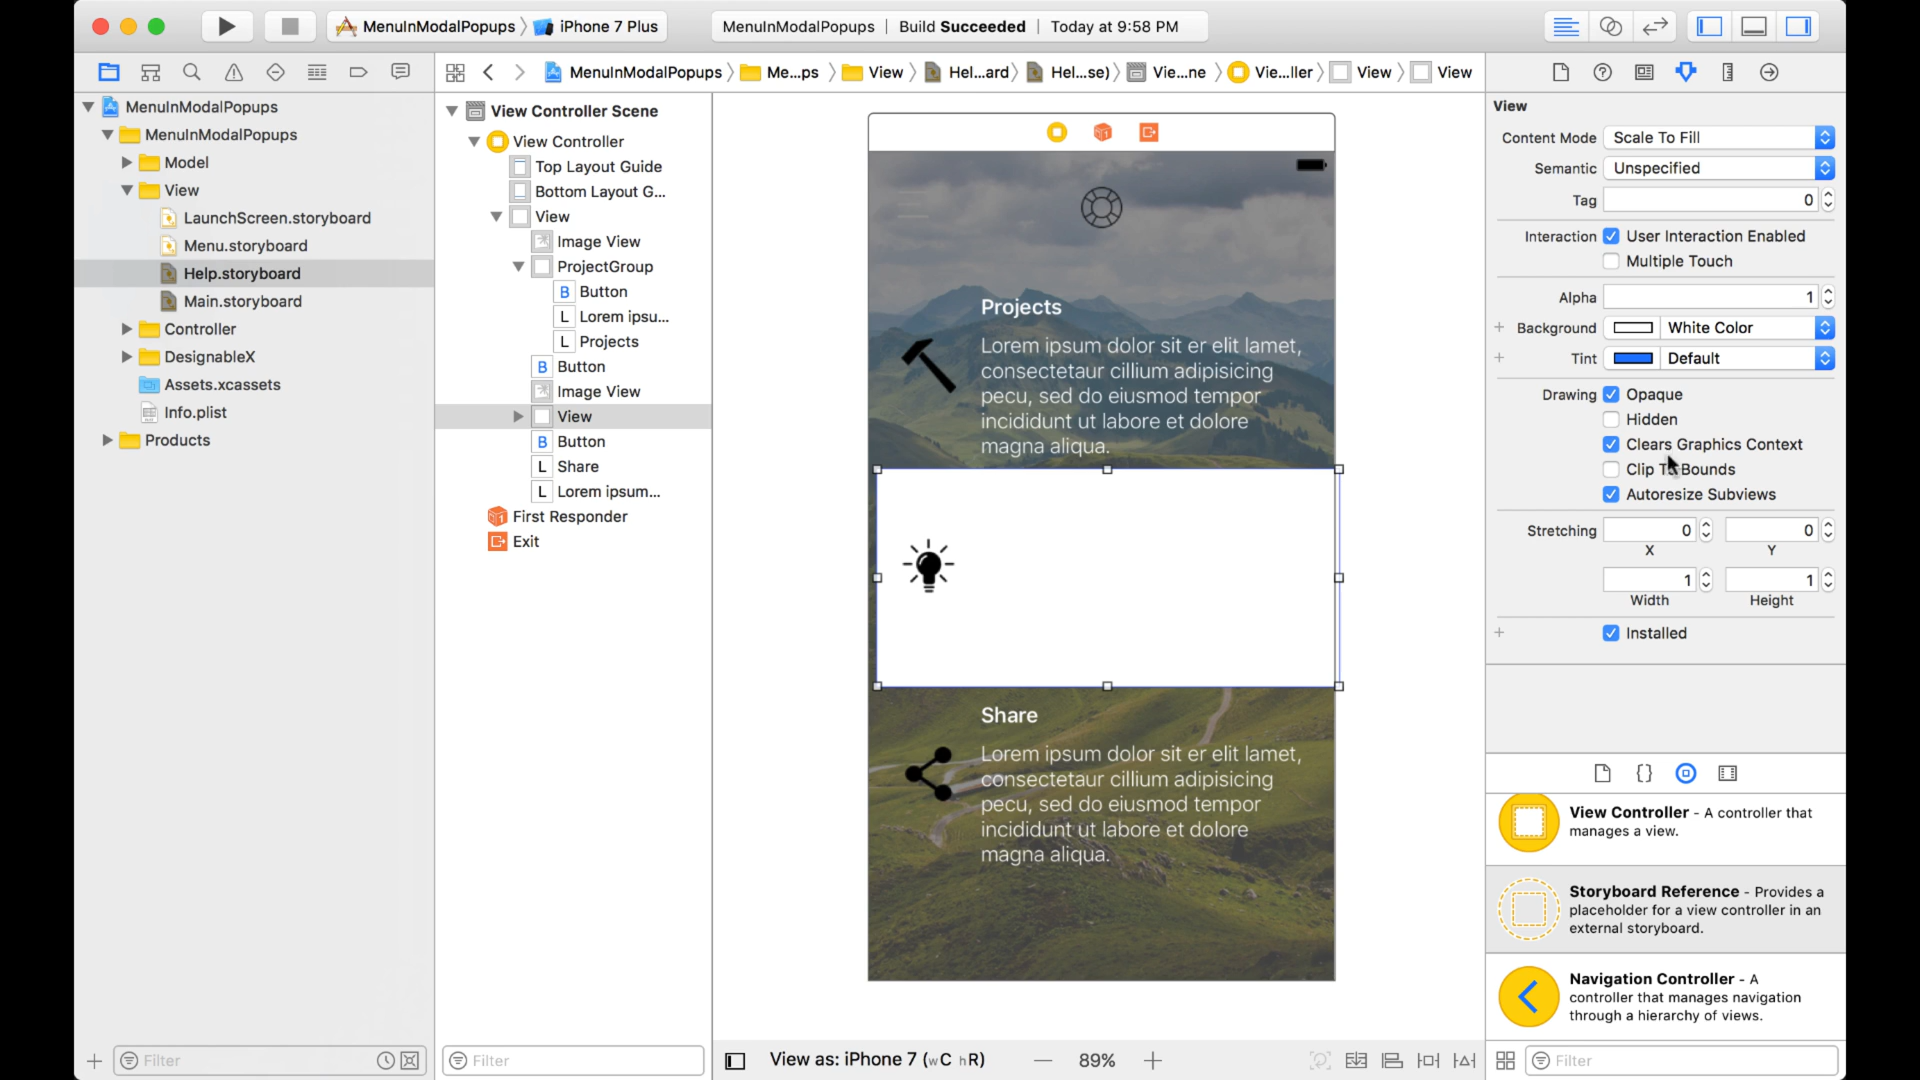 MenuInModalPopups
iPhone 7 Plus
MenuInModalPopups | Build Succeeded | Today at 9:58 PM
MenuInModalPopups
Me...ps
View
Hel...ard
Hel...se)
Vie...ne
Vie...ller
View
View
MenuInModalPopups
MenuInModalPopups
Model
View
LaunchScreen.storyboard
Menu.storyboard
Help.storyboard
Main.storyboard
Controller
DesignableX
Assets.xcassets
Info.plist
Products
Filter
View Controller Scene
View Controller
Top Layout Guide
Bottom Layout G...
View
Image View
ProjectGroup
B Button
L Lorem ipsu...
L Projects
B Button
Image View
View
B Button
L Share
L Lorem ipsum...
First Responder
Exit
Filter
Projects
Lorem ipsum dolor sit er elit lamet,
consectetaur cillium adipisicing
pecu, sed do eiusmod tempor
incididunt ut labore et dolore
magna aliqua.
Share
Lorem ipsum dolor sit er elit lamet,
consectetaur cillium adipisicing
pecu, sed do eiusmod tempor
incididunt ut labore et dolore
magna aliqua.
View as: iPhone 7 (wC hR)
89%
View
Content Mode Scale To Fill
Semantic Unspecified
Tag 0
Interaction User Interaction Enabled
Multiple Touch
Alpha 1
Background White Color
Tint Default
Drawing Opaque
Hidden
Clears Graphics Context
Clip To Bounds
Autoresize Subviews
Stretching 0 0
X Y
1 1
Width Height
Installed
View Controller - A controller that
manages a view.
Storyboard Reference - Provides a
placeholder for a view controller in an
external storyboard.
Navigation Controller - A
controller that manages navigation
through a hierarchy of views.
Filter